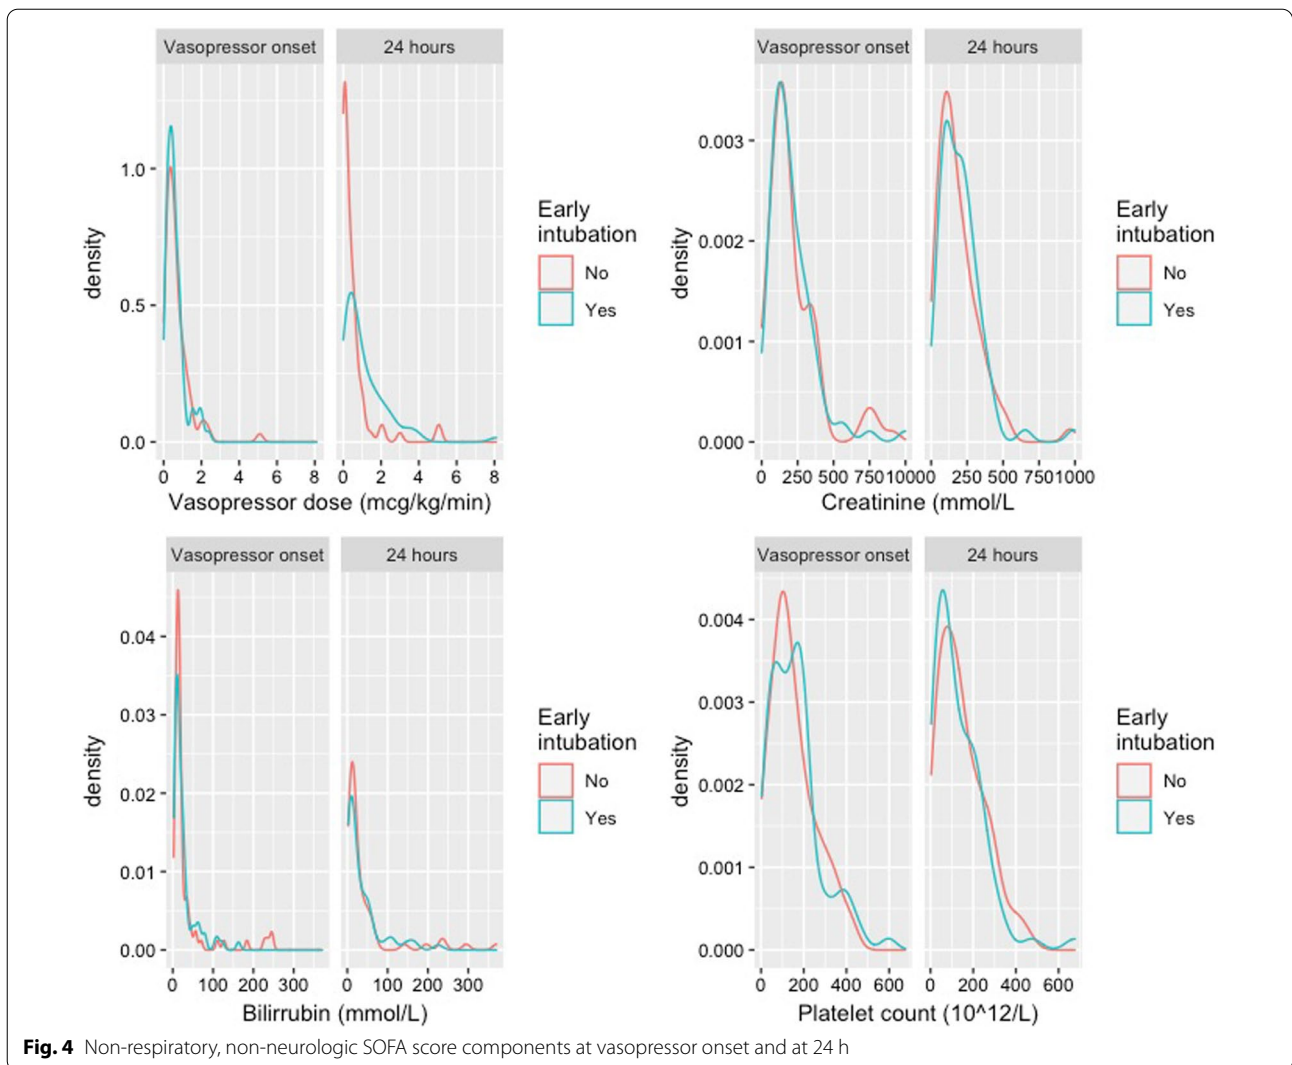 Vasopressor onset 24 hours
1.0
0.5
0.0
density
0 2 4 6 8 0 2 4 6 8
Vasopressor dose (mcg/kg/min)
Early
intubation
No
Yes
Vasopressor onset 24 hours
0.003
0.002
0.001
0.000
density
0 250 500 75010000 250 500 7501000
Creatinine (mmol/L
Early
intubation
No
Yes
Vasopressor onset 24 hours
0.04
0.03
0.02
0.01
0.00
density
0 100 200 300 0 100 200 300
Bilirrubin (mmol/L)
Early
intubation
No
Yes
Vasopressor onset 24 hours
0.004
0.003
0.002
0.001
0.000
density
0 200 400 600 0 200 400 600
Platelet count (10^12/L)
Early
intubation
No
Yes
Fig. 4 Non-respiratory, non-neurologic SOFA score components at vasopressor onset and at 24 h